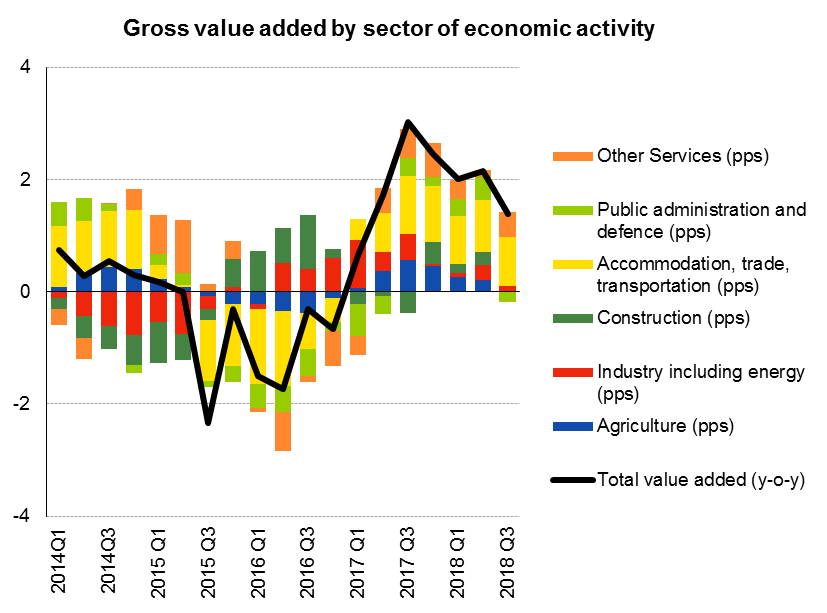 Gross value added by sector of economic activity
4
2
0
-2
-4
2014Q1
2014 Q3
2015 Q1
2015 Q3
2016 Q1
2016 Q3
2017 Q1
2017 Q3
2018 Q1
2018 Q3
Other Services (pps)
Public administration and
defence (pps)
Accommodation, trade,
transportation (pps)
Construction (pps)
Industry including energy
(pps)
Agriculture (pps)
Total value added (y-o-y)